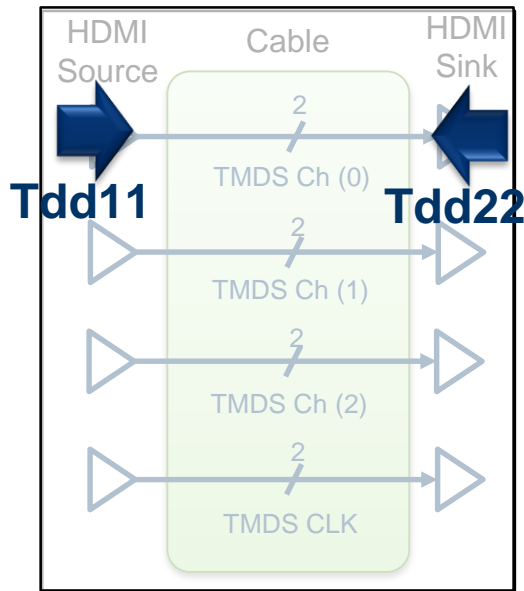 HDMI
Source
Cable
HDMI
Sink
2
TMDS Ch (0)
Tdd11
Tdd22
2
TMDS Ch (1)
2
TMDS Ch (2)
2
TMDS CLK